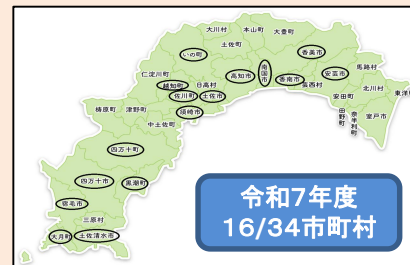 大川村
本山町
大豊町
土佐町
いの町
香美市
馬路村
仁淀川町
高知市
南国市
香南市
安芸市
北川村
東洋町
越知町
日高村
芸西村
安田町
佐川町
土佐市
田野町
奈半利町
室戸市
梼原町
津野町
須崎市
中土佐町
四万十町
四万十市
黒潮町
宿毛市
三原村
大月町
土佐清水市
令和7年度
16/34市町村